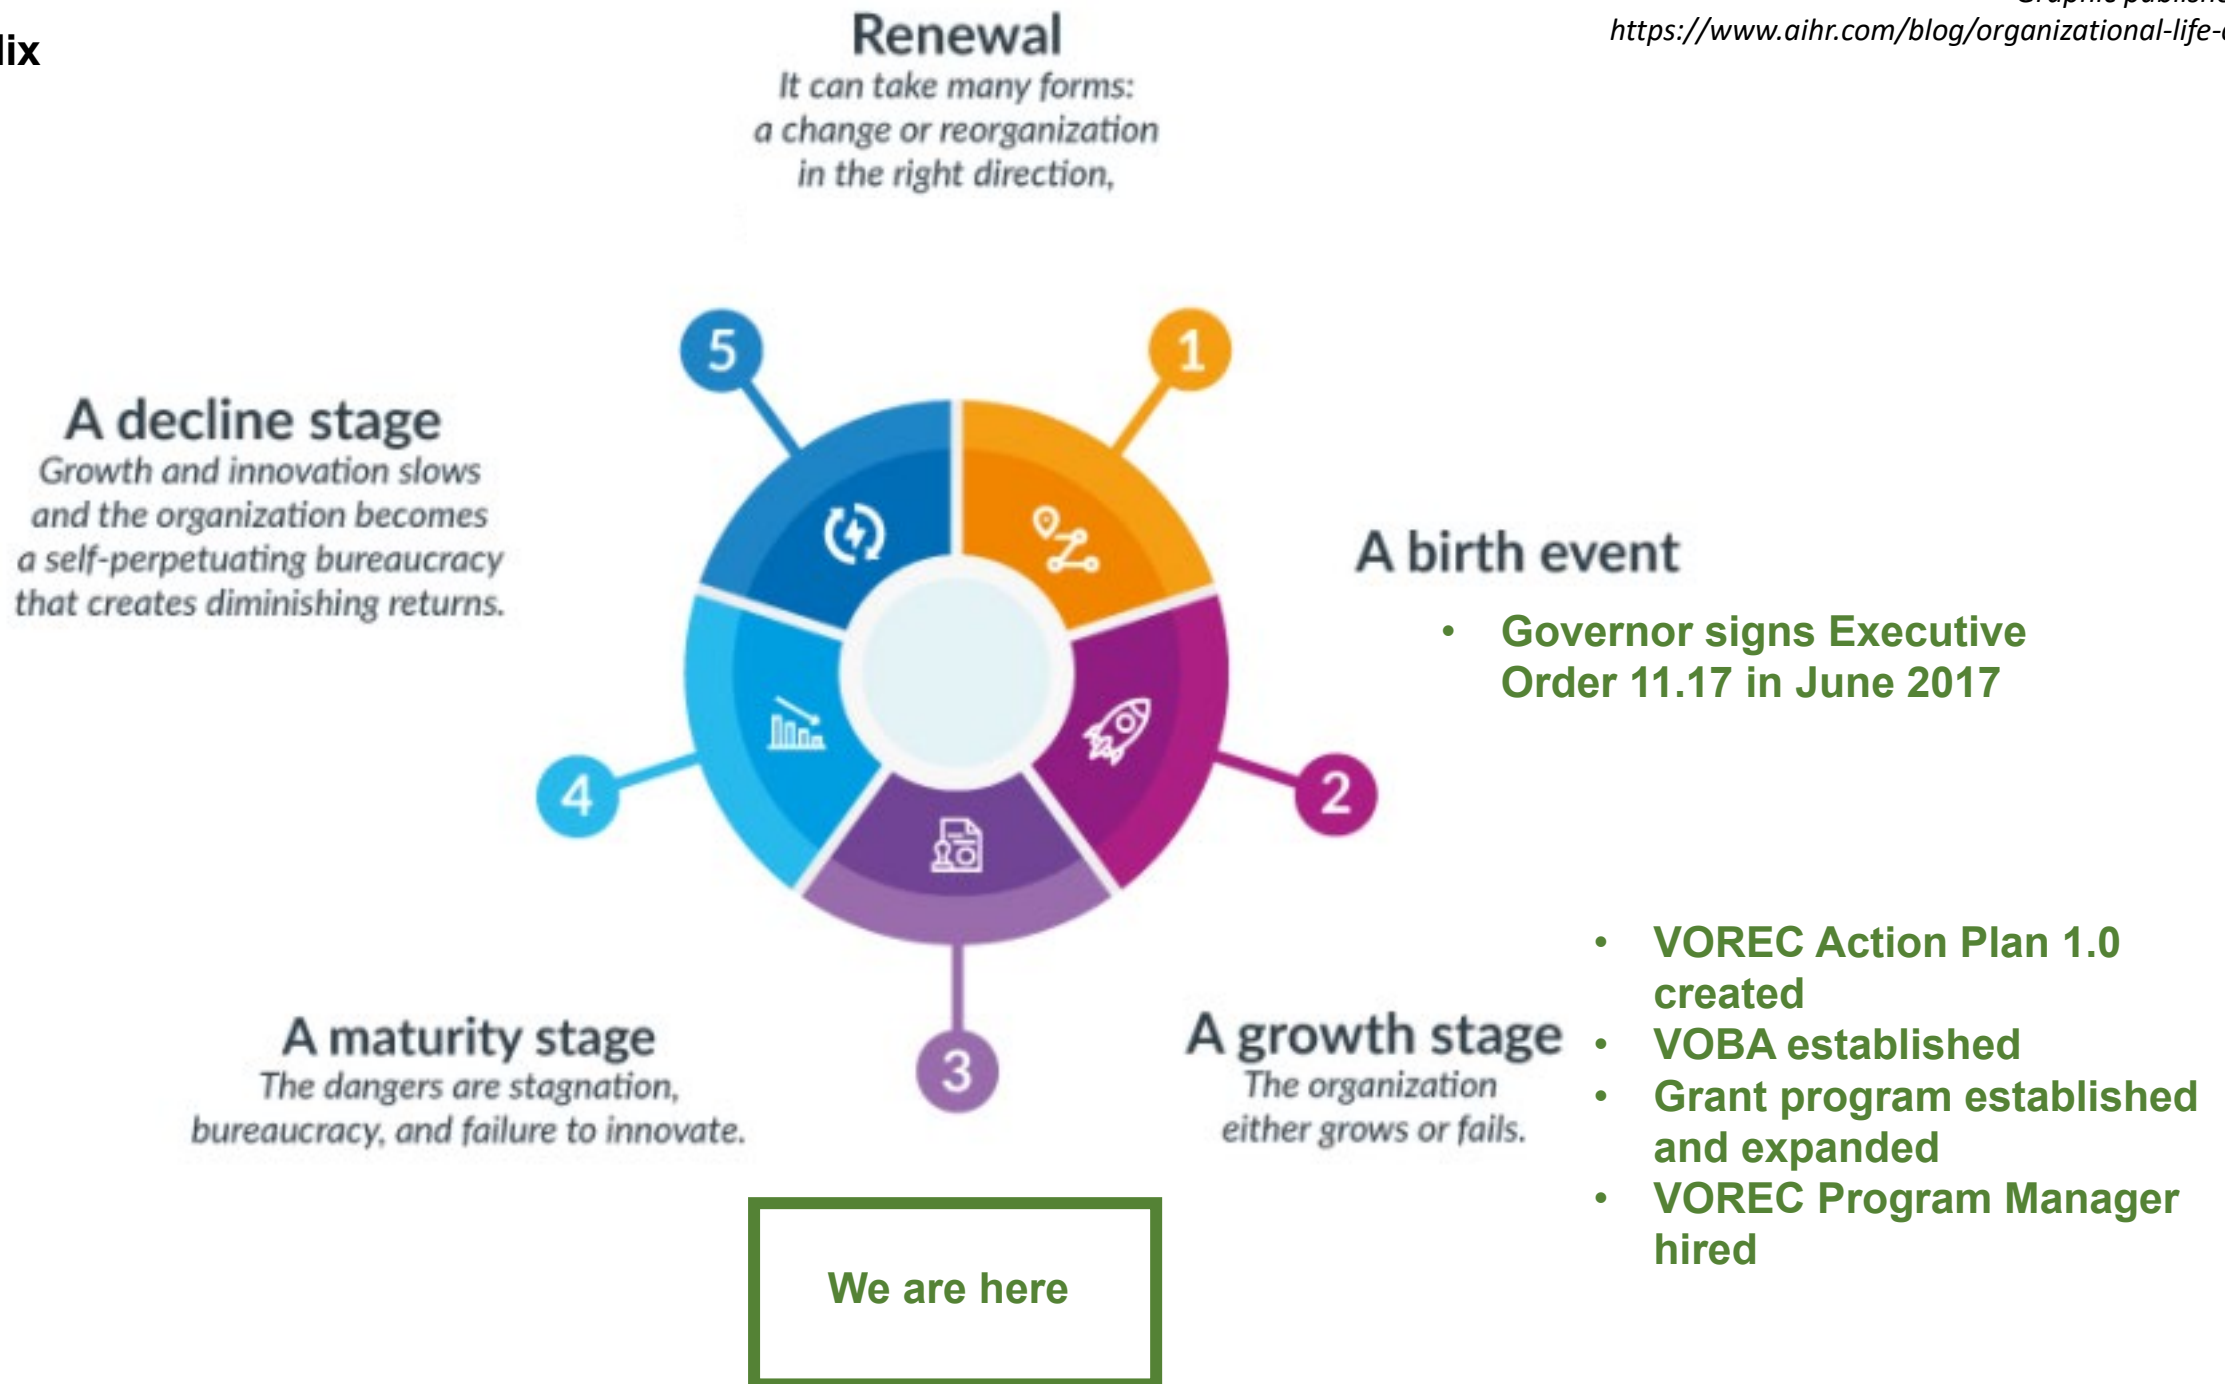 Renewal
It can take many forms:
a change or reorganization
in the right direction,
https://www.aihr.com/blog/organizational-life-
5
1
A decline stage
Growth and innovation slows
and the organization becomes
a self-perpetuating bureaucracy
that creates diminishing returns.
A birth event
• Governor signs Executive
Order 11.17 in June 2017
4
2
A maturity stage
The dangers are stagnation,
bureaucracy, and failure to innovate.
3
A growth stage
The organization
either grows or fails.
• VOREC Action Plan 1.0
created
• VOBA established
• Grant program established
and expanded
• VOREC Program Manager
hired
We are here